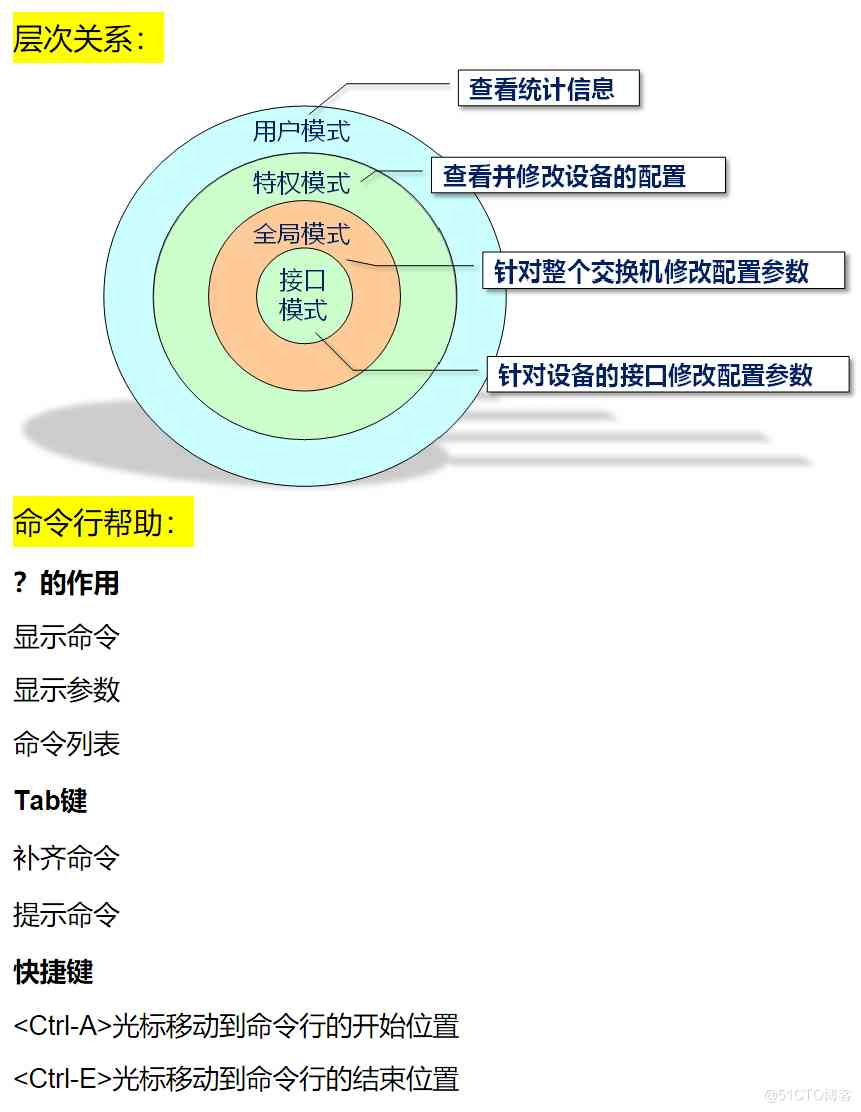 层次关系：
查看统计信息
用户模式
查看并修改设备的配置
特权模式
全局模式
针对整个交换机修改配置参数
接口
模式
针对设备的接口修改配置参数
命令行帮助：
？的作用
显示命令
显示参数
命令列表
Tab键
补齐命令
提示命令
快捷键
<Ctrl-A>光标移动到命令行的开始位置
<Ctrl-E>光标移动到命令行的结束位置
@51CTO博客